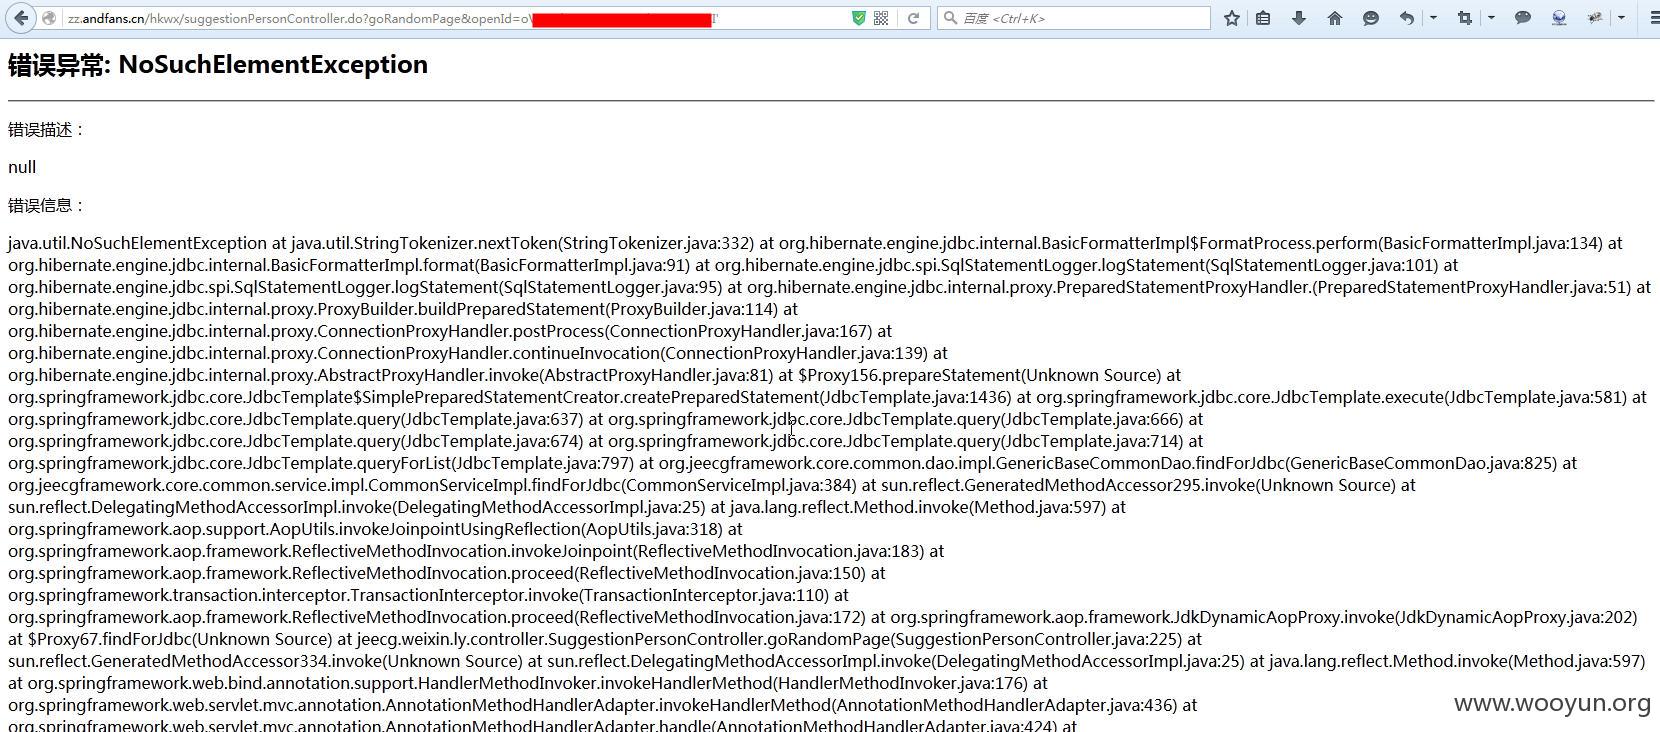 zz.andfans.cn/hkwx/suggestionPersonController.do?goRandomPage&openId=o\ I'
百度 <Ctrl+K>
错误异常: NoSuchElementException
错误描述：
null
错误信息：
java.util.NoSuchElementException at java.util.StringTokenizer.nextToken(StringTokenizer.java:332) at org.hibernate.engine.jdbc.internal.BasicFormatterImpl$FormatProcess.perform(BasicFormatterImpl.java:134) at
org.hibernate.engine.jdbc.internal.BasicFormatterImpl.format(BasicFormatterImpl.java:91) at org.hibernate.engine.jdbc.spi.SqlStatementLogger.logStatement(SqlStatementLogger.java:101) at
org.hibernate.engine.jdbc.spi.SqlStatementLogger.logStatement(SqlStatementLogger.java:95) at org.hibernate.engine.jdbc.internal.proxy.PreparedStatementProxyHandler.(PreparedStatementProxyHandler.java:51) at
org.hibernate.engine.jdbc.internal.proxy.ProxyBuilder.buildPreparedStatement(ProxyBuilder.java:114) at
org.hibernate.engine.jdbc.internal.proxy.ConnectionProxyHandler.postProcess(ConnectionProxyHandler.java:167) at
org.hibernate.engine.jdbc.internal.proxy.ConnectionProxyHandler.continueInvocation(ConnectionProxyHandler.java:139) at
org.hibernate.engine.jdbc.internal.proxy.AbstractProxyHandler.invoke(AbstractProxyHandler.java:81) at $Proxy156.prepareStatement(Unknown Source) at
org.springframework.jdbc.core.JdbcTemplate$SimplePreparedStatementCreator.createPreparedStatement(JdbcTemplate.java:1436) at org.springframework.jdbc.core.JdbcTemplate.execute(JdbcTemplate.java:581) at
org.springframework.jdbc.core.JdbcTemplate.query(JdbcTemplate.java:637) at org.springframework.jdbc.core.JdbcTemplate.query(JdbcTemplate.java:666) at
org.springframework.jdbc.core.JdbcTemplate.query(JdbcTemplate.java:674) at org.springframework.jdbc.core.JdbcTemplate.query(JdbcTemplate.java:714) at
org.springframework.jdbc.core.JdbcTemplate.queryForList(JdbcTemplate.java:797) at org.jeecgframework.core.common.dao.impl.GenericBaseCommonDao.findForJdbc(GenericBaseCommonDao.java:825) at
org.jeecgframework.core.common.service.impl.CommonServiceImpl.findForJdbc(CommonServiceImpl.java:384) at sun.reflect.GeneratedMethodAccessor295.invoke(Unknown Source) at
sun.reflect.DelegatingMethodAccessorImpl.invoke(DelegatingMethodAccessorImpl.java:25) at java.lang.reflect.Method.invoke(Method.java:597) at
org.springframework.aop.support.AopUtils.invokeJoinpointUsingReflection(AopUtils.java:318) at
org.springframework.aop.framework.ReflectiveMethodInvocation.invokeJoinpoint(ReflectiveMethodInvocation.java:183) at
org.springframework.aop.framework.ReflectiveMethodInvocation.proceed(ReflectiveMethodInvocation.java:150) at
org.springframework.transaction.interceptor.TransactionInterceptor.invoke(TransactionInterceptor.java:110) at
org.springframework.aop.framework.ReflectiveMethodInvocation.proceed(ReflectiveMethodInvocation.java:172) at org.springframework.aop.framework.JdkDynamicAopProxy.invoke(JdkDynamicAopProxy.java:202)
at $Proxy67.findForJdbc(Unknown Source) at jeecg.weixin.ly.controller.SuggestionPersonController.goRandomPage(SuggestionPersonController.java:225) at
sun.reflect.GeneratedMethodAccessor334.invoke(Unknown Source) at sun.reflect.DelegatingMethodAccessorImpl.invoke(DelegatingMethodAccessorImpl.java:25) at java.lang.reflect.Method.invoke(Method.java:597)
at org.springframework.web.bind.annotation.support.HandlerMethodInvoker.invokeHandlerMethod(HandlerMethodInvoker.java:176) at
org.springframework.web.servlet.mvc.annotation.AnnotationMethodHandlerAdapter.invokeHandlerMethod(AnnotationMethodHandlerAdapter.java:436) at
org.springframework.web.servlet.mvc.annotation.AnnotationMethodHandlerAdapter.handle(AnnotationMethodHandlerAdapter.java:424) at
www.wooyun.org